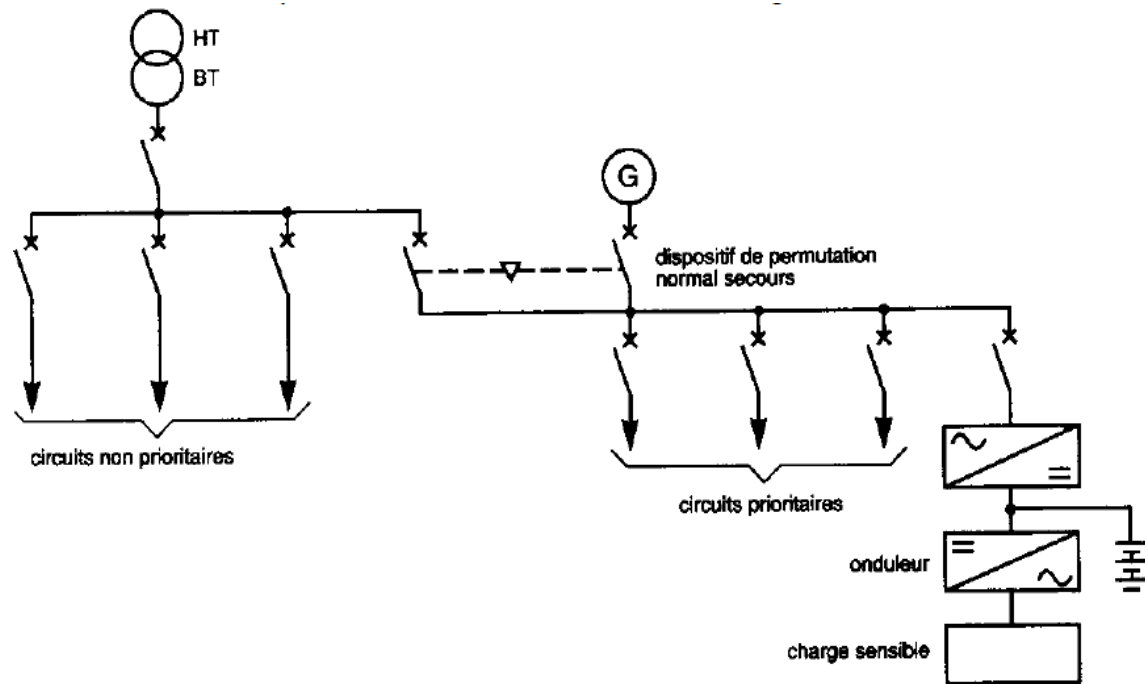 HT
BT
G
dispositif de permutation
normal secours
circuits non prioritaires
circuits prioritaires
onduleur
charge sensible